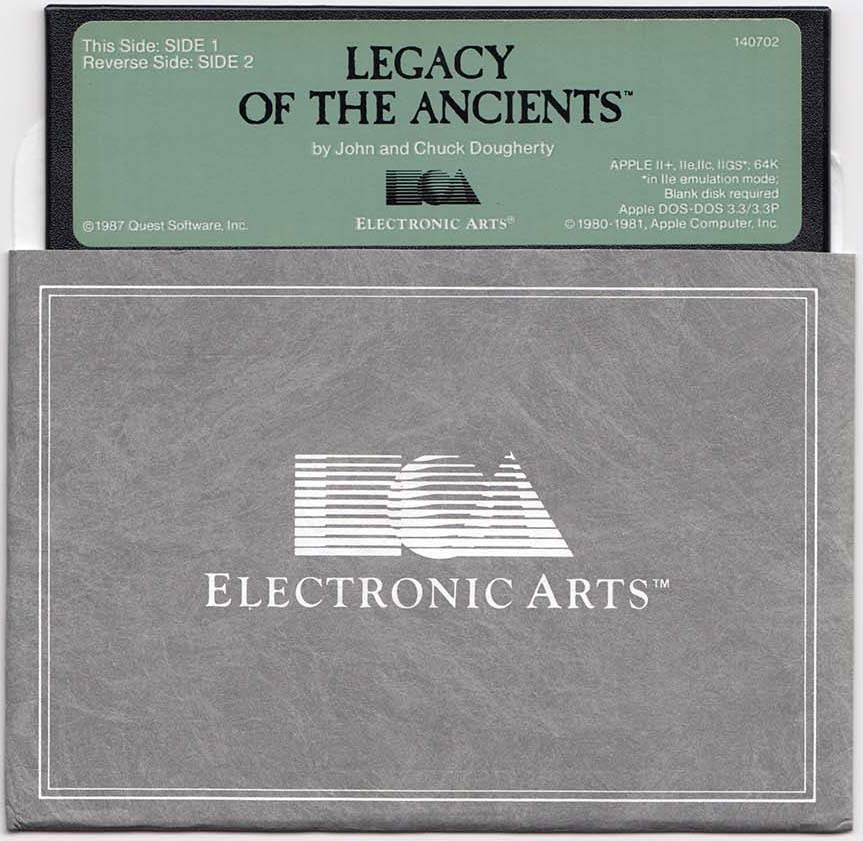 This Side: SIDE 1
Reverse Side: SIDE 2
140702
LEGACY
OF THE ANCIENTS™
by John and Chuck Dougherty
APPLE II+, IIe,IIc, IIGS*; 64K
*in IIe emulation mode;
Blank disk required
Apple DOS-DOS 3.3/3.3P
©1980-1981, Apple Computer, Inc.
EOA
ELECTRONIC ARTS®
©1987 Quest Software, Inc.
EOA
ELECTRONIC ARTS™